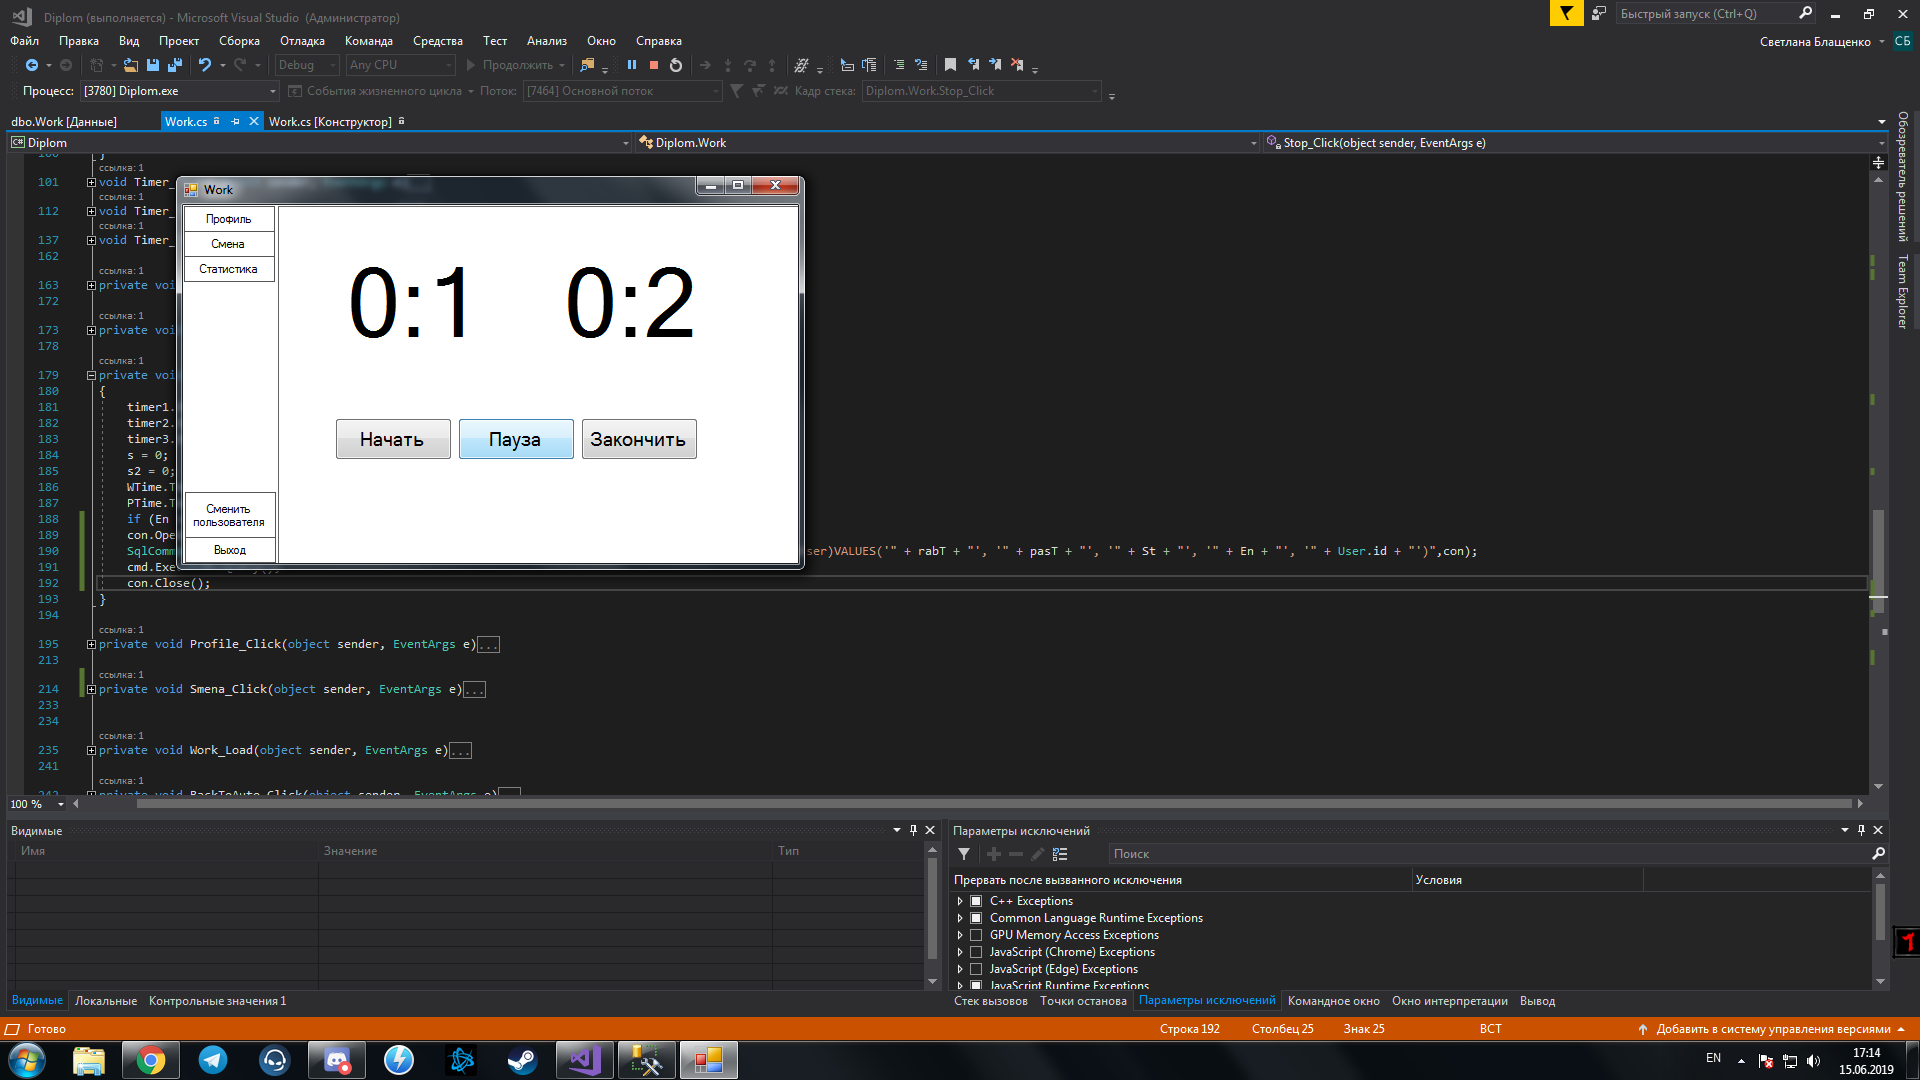 Diplom (выполняется) - Microsoft Visual Studio (Администратор)
Быстрый запуск (Ctrl+Q)
Файл Правка Вид Проект Сборка Отладка Команда Средства Тест Анализ Окно Справка
Светлана Блащенко СБ
Debug Any CPU Продолжить
Процесс: [3780] Diplom.exe События жизненного цикла Поток: [7464] Основной поток Кадр стека: Diplom.Work.Stop_Click
dbo.Work [Данные] Work.cs Work.cs [Конструктор]
C# Diplom Diplom.Work Stop_Click(object sender, EventArgs e)
Обозреватель решений
Team Explorer
ссылка: 1
101 void Timer_
ссылка: 1
112 void Timer_
ссылка: 1
137 void Timer_
162
ссылка: 1
163 private voi
172
ссылка: 1
173 private voi
178
ссылка: 1
179 private voi
180 {
181 timer1.
182 timer2.
183 timer3.
184 s = 0;
185 s2 = 0;
186 WTime.T
187 PTime.T
188 if (En
189 con.Ope
190 SqlComm ser)VALUES('" + rabT + "', '" + pasT + "', '" + St + "', '" + En + "', '" + User.id + "')",con);
191 cmd.Exe
192 con.Close();
193 }
194
ссылка: 1
195 private void Profile_Click(object sender, EventArgs e)...
213
ссылка: 1
214 private void Smena_Click(object sender, EventArgs e)...
233
234
ссылка: 1
235 private void Work_Load(object sender, EventArgs e)...
241
ссылка: 1
242 private void BackToAuto_Click(object sender, EventArgs e)
Work
Профиль
Смена
Статистика
0:1 0:2
Начать Пауза Закончить
Сменить
пользователя
Выход
100 %
Видимые
Имя Значение Тип
Видимые Локальные Контрольные значения 1
Параметры исключений
Поиск
Прервать после вызванного исключения Условия
C++ Exceptions
Common Language Runtime Exceptions
GPU Memory Access Exceptions
JavaScript (Chrome) Exceptions
JavaScript (Edge) Exceptions
JavaScript Runtime Exceptions
Стек вызовов Точки останова Параметры исключений Командное окно Окно интерпретации Вывод
Готово Строка 192 Столбец 25 Знак 25 ВСТ Добавить в систему управления версиями
EN 17:14
15.06.2019